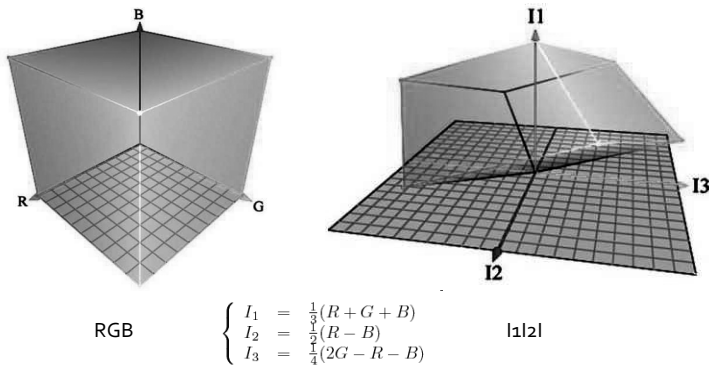 B
R
G
I1
I3
I2
RGB
I₁ = 1/3(R + G + B)
I₂ = 1/2(R − B)
I₃ = 1/4(2G − R − B)
I1I2I